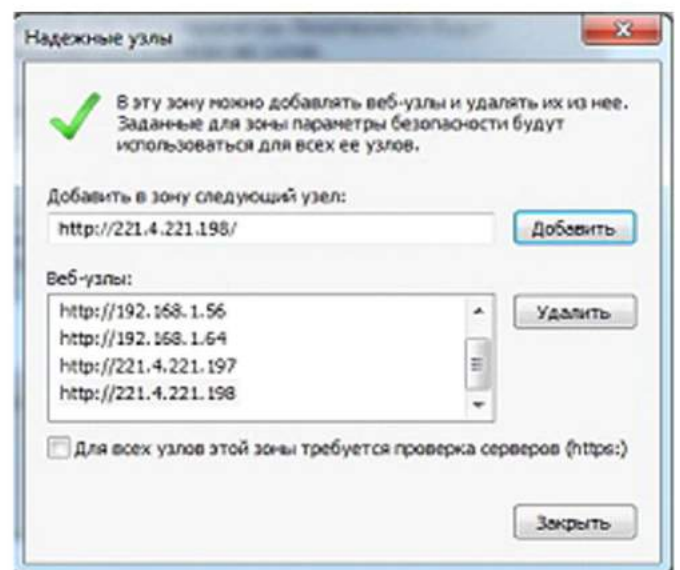 Надежные узлы
В эту зону можно добавлять веб-узлы и удалять их из нее.
Заданные для зоны параметры безопасности будут
использоваться для всех ее узлов.
Добавить в зону следующий узел:
http://221.4.221.198/
Добавить
Веб-узлы:
http://192.168.1.56
Удалить
http://192.168.1.64
http://221.4.221.197
http://221.4.221.198
Для всех узлов этой зоны требуется проверка серверов (https:)
Закрыть